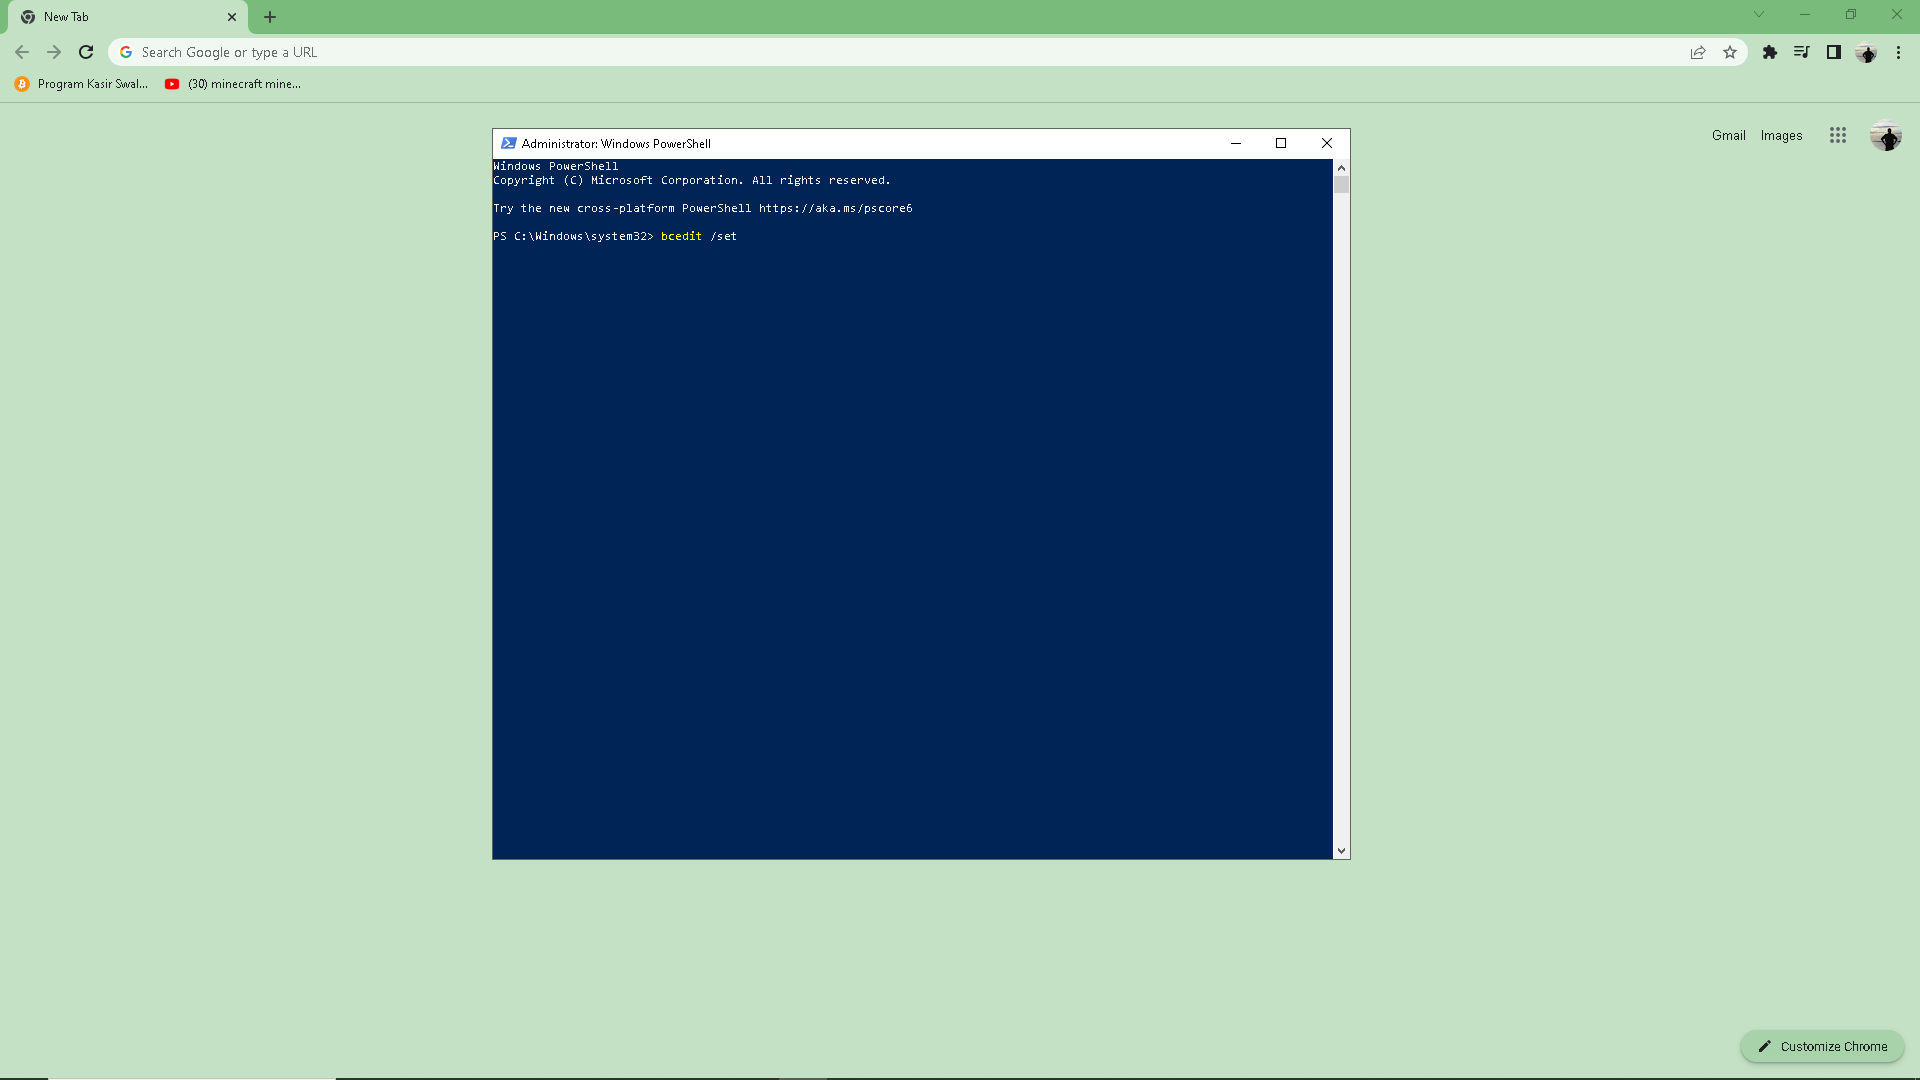 New Tab
Search Google or type a URL
Program Kasir Swal...
(30) minecraft mine...
Gmail
Images
Administrator: Windows PowerShell
Windows PowerShell
Copyright (C) Microsoft Corporation. All rights reserved.
Try the new cross-platform PowerShell https://aka.ms/pscore6
PS C:\Windows\system32> bcedit /set
Customize Chrome